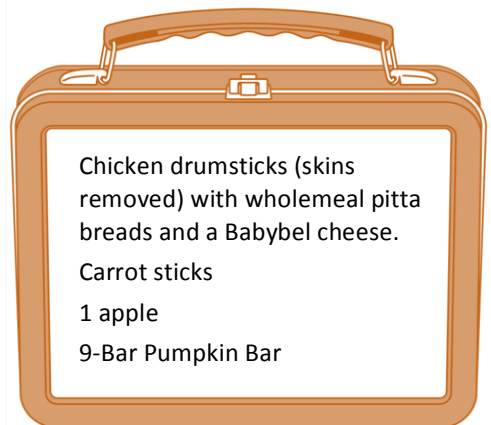 Chicken drumsticks (skins
removed) with wholemeal pitta
breads and a Babybel cheese.
Carrot sticks
1 apple
9-Bar Pumpkin Bar